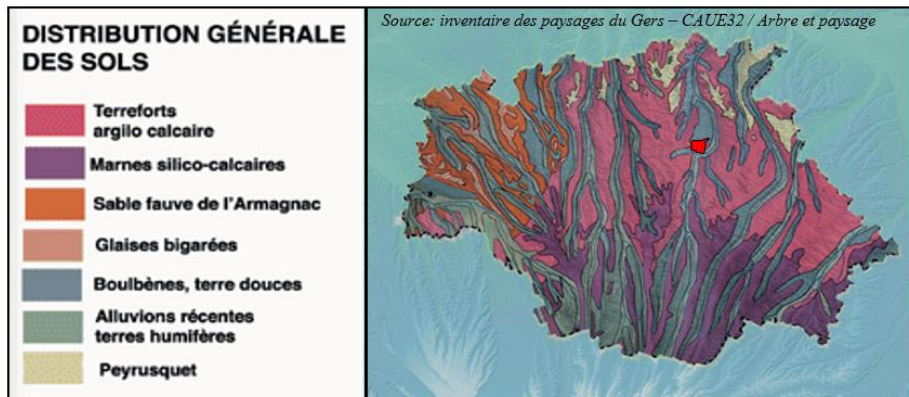 DISTRIBUTION GÉNÉRALE
DES SOLS
Terreforts
argilo calcaire
Marnes silico-calcaires
Sable fauve de l'Armagnac
Glaises bigarées
Boulbènes, terre douces
Alluvions récentes
terres humifères
Peyrusquet
Source: inventaire des paysages du Gers – CAUE32 / Arbre et paysage